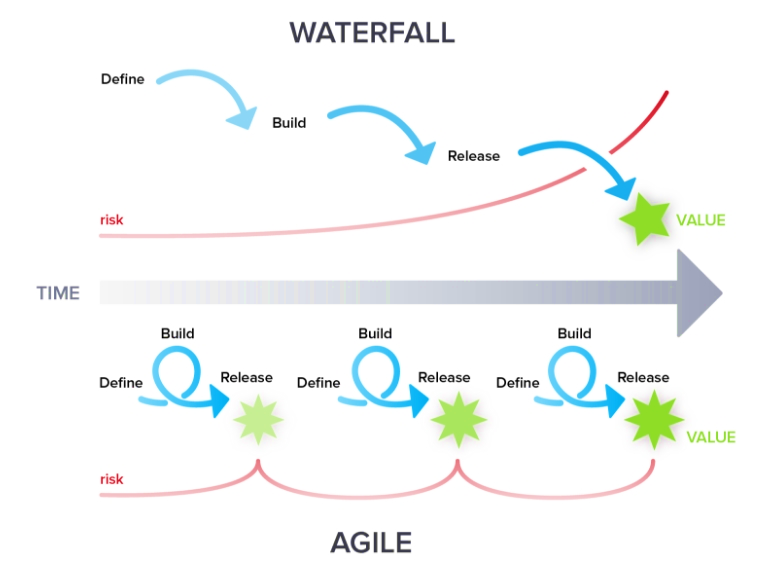 WATERFALL
Define
Build
Release
risk
VALUE
TIME
Build
Build
Build
Define
Release
Define
Release
Define
Release
VALUE
risk
AGILE